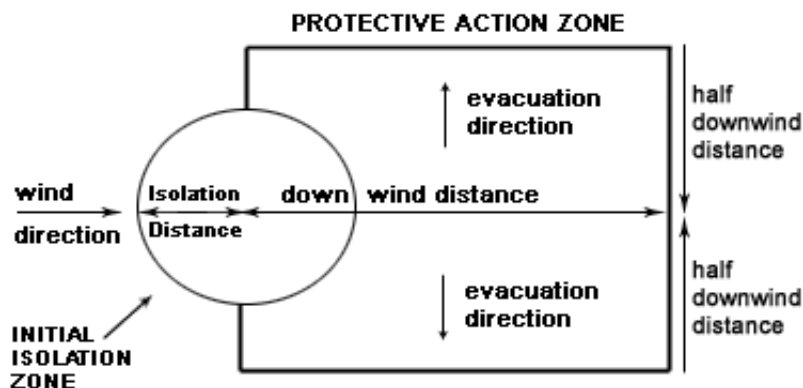 PROTECTIVE ACTION ZONE
evacuation
direction
half
downwind
distance
wind
direction
Isolation
Distance
down wind distance
evacuation
direction
half
downwind
distance
INITIAL
ISOLATION
ZONE